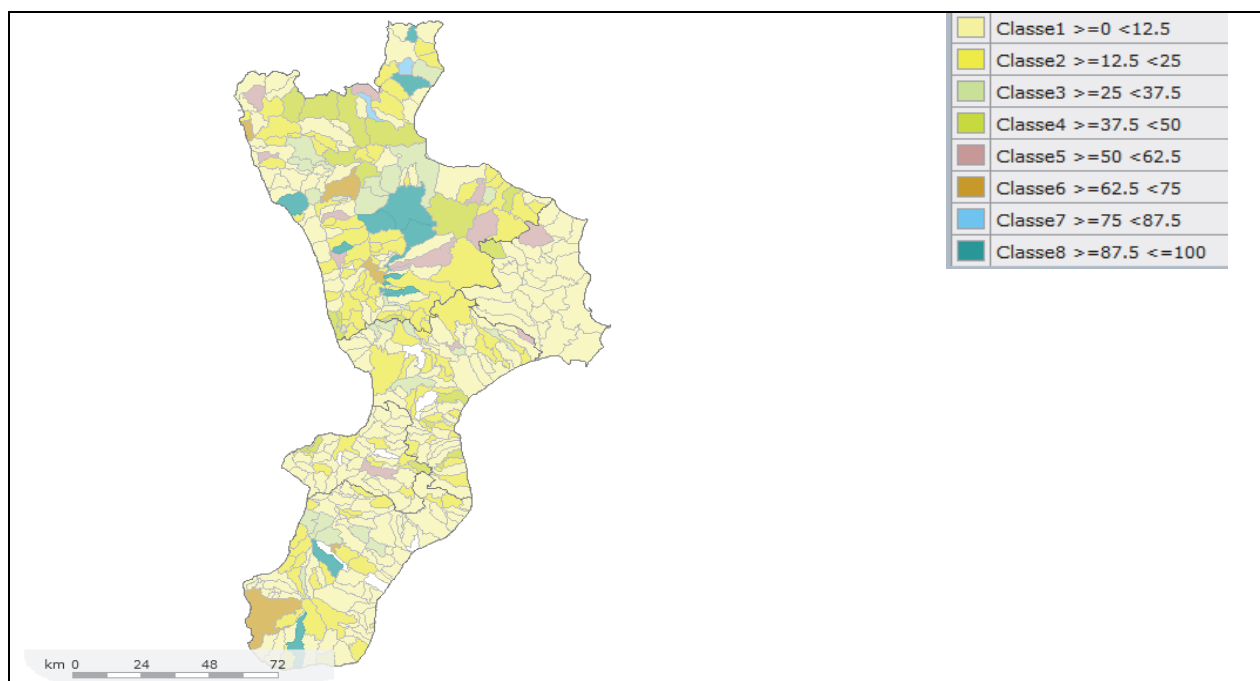 Classe1 >=0 <12.5
Classe2 >=12.5 <25
Classe3 >=25 <37.5
Classe4 >=37.5 <50
Classe5 >=50 <62.5
Classe6 >=62.5 <75
Classe7 >=75 <87.5
Classe8 >=87.5 <=100
km 0 24 48 72